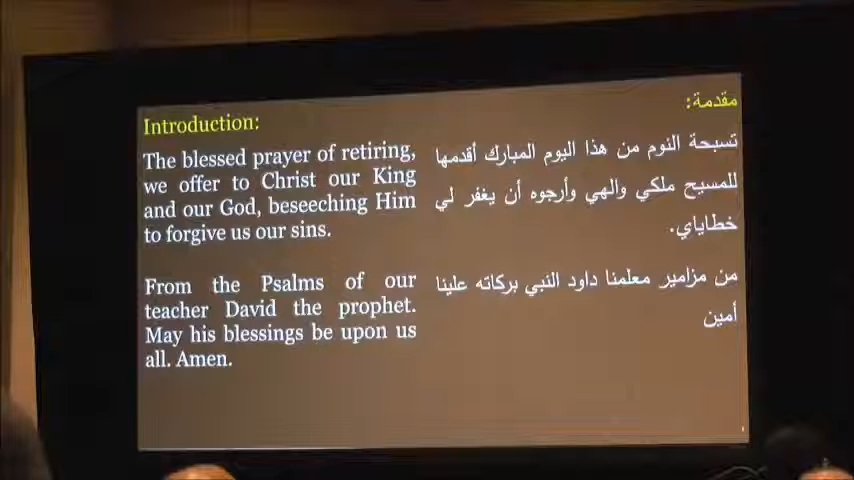 Introduction:
The blessed prayer of retiring,
we offer to Christ our King
and our God, beseeching Him
to forgive us our sins.
From the Psalms of our
teacher David the prophet.
May his blessings be upon us
all. Amen.
مقدمة:
تسبحة النوم من هذا اليوم المبارك أقدمها
للمسيح ملكي والهي وأرجوه أن يغفر لي
خطاياي.
من مزامير معلمنا داود النبي بركاته علينا
أمين